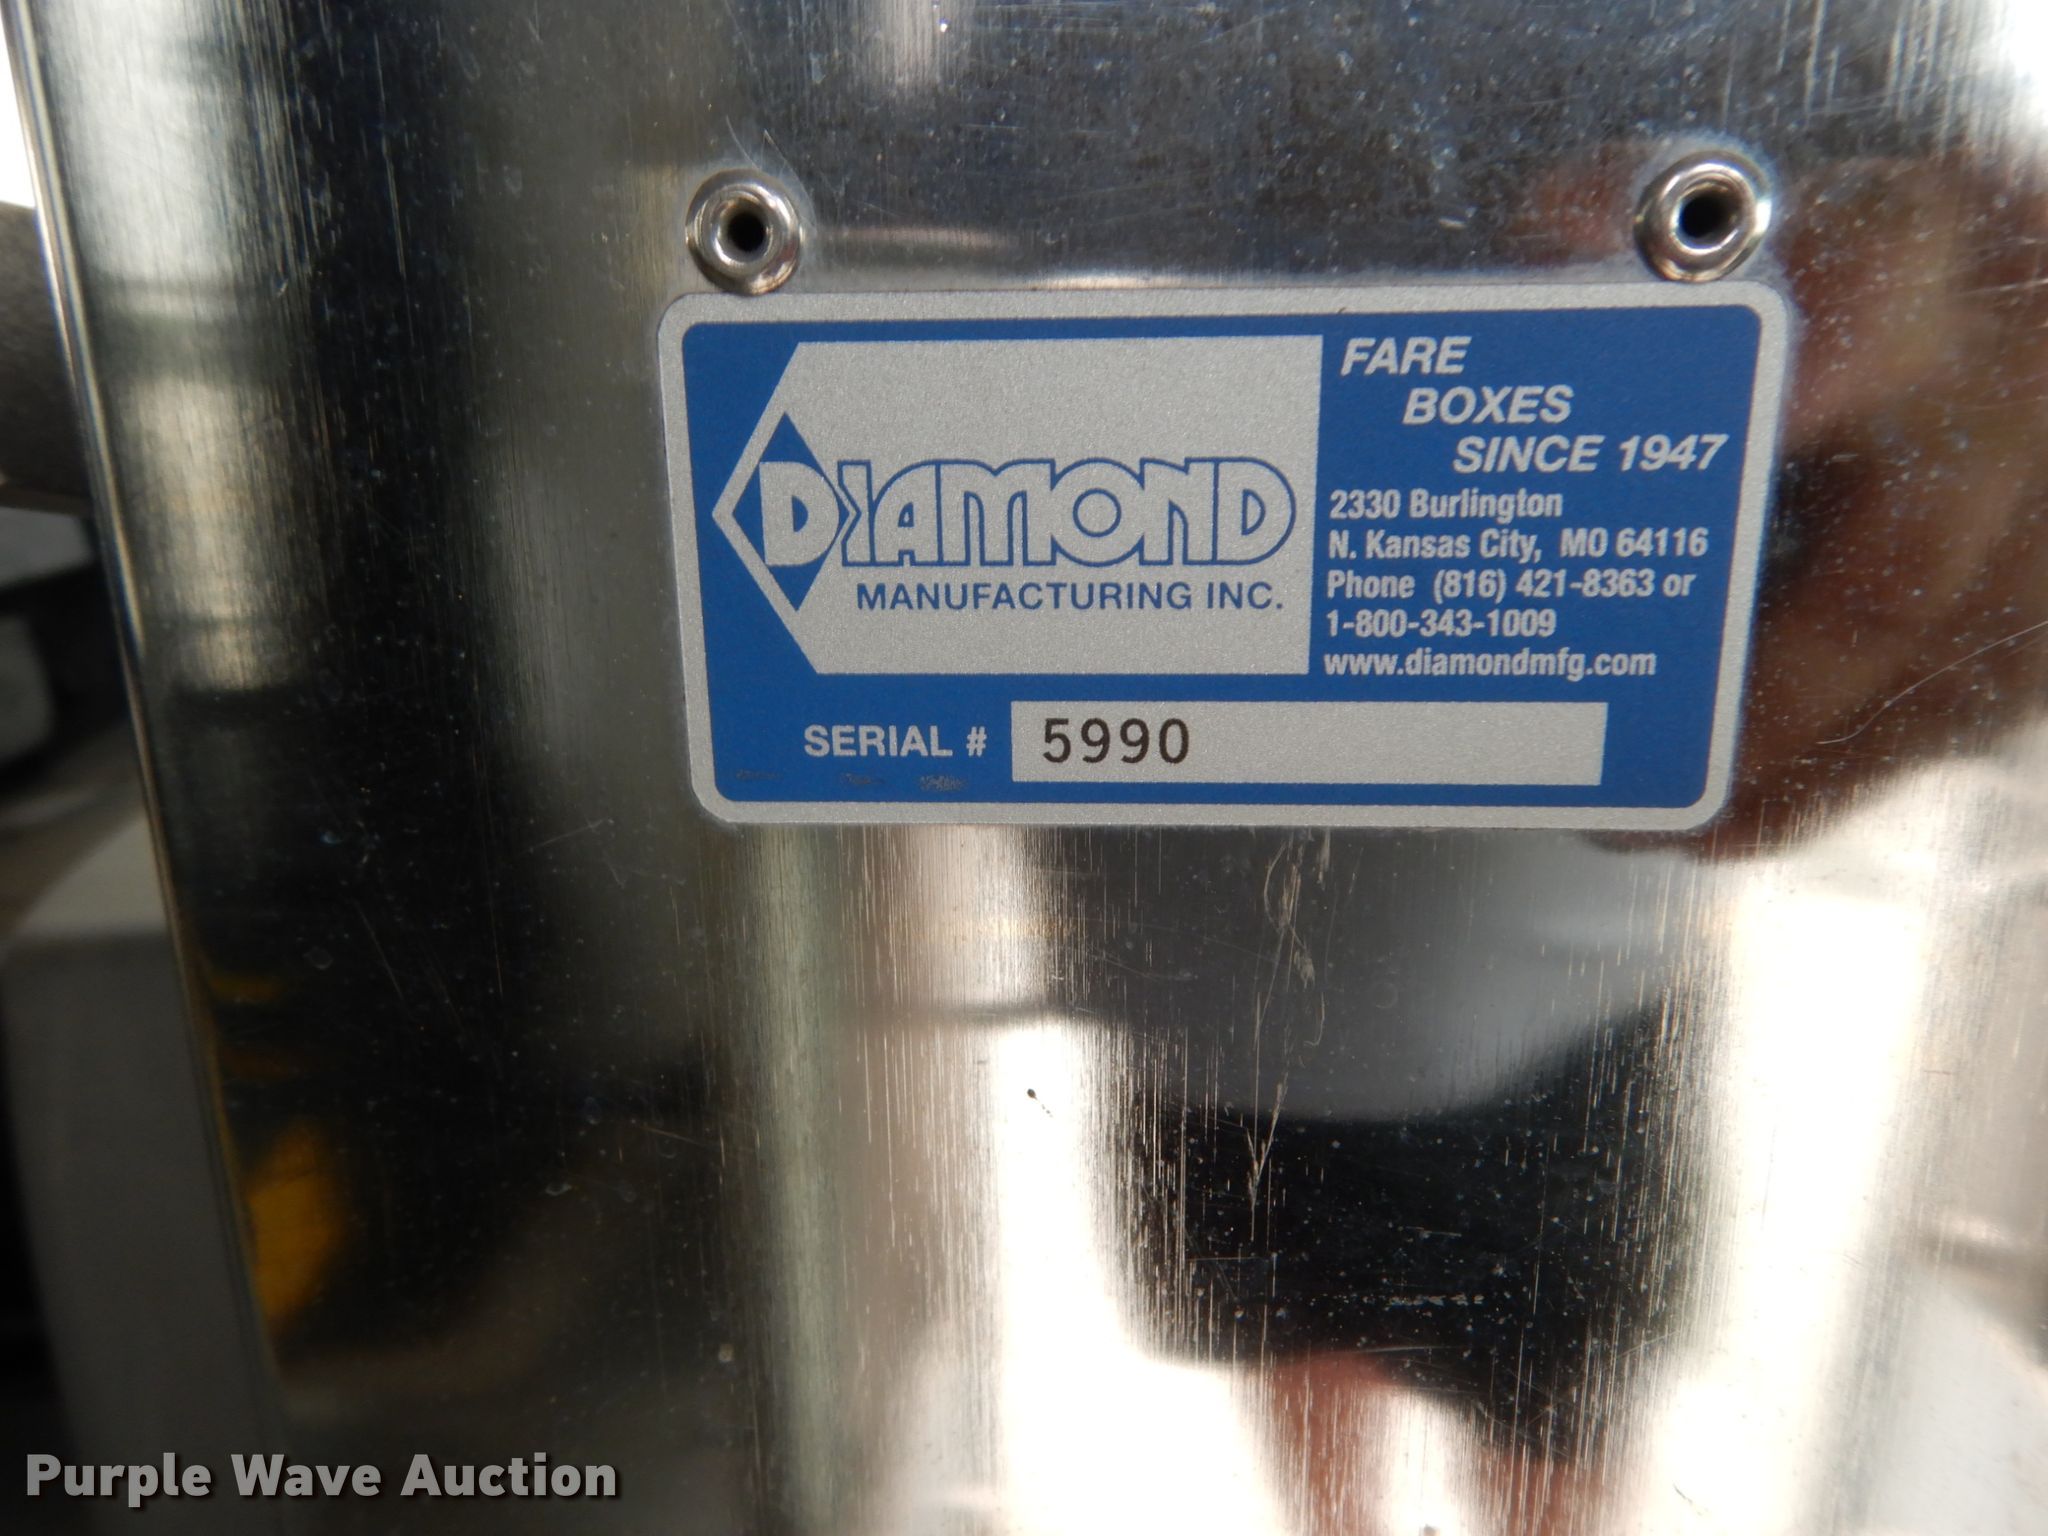 DIAMOND
MANUFACTURING INC.
FARE
BOXES
SINCE 1947
2330 Burlington
N. Kansas City, MO 64116
Phone (816) 421-8363 or
1-800-343-1009
www.diamondmfg.com
SERIAL # 5990
Purple Wave Auction